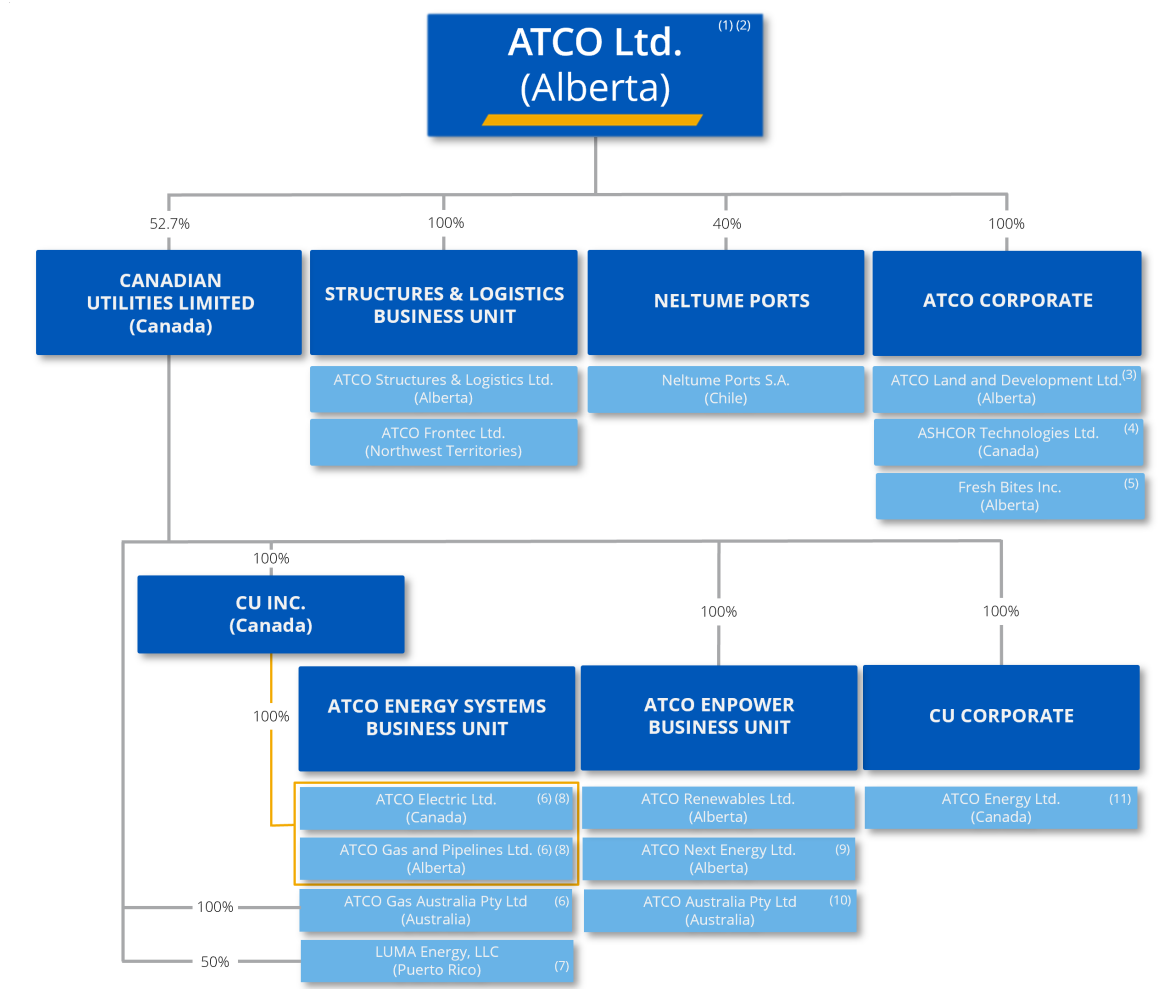 ATCO Ltd. (1) (2)
(Alberta)
52.7%
100%
40%
100%
CANADIAN
UTILITIES LIMITED
(Canada)
STRUCTURES & LOGISTICS
BUSINESS UNIT
NELTUME PORTS
ATCO CORPORATE
ATCO Structures & Logistics Ltd.
(Alberta)
ATCO Frontec Ltd.
(Northwest Territories)
Neltume Ports S.A.
(Chile)
ATCO Land and Development Ltd. (3)
(Alberta)
ASHCOR Technologies Ltd. (4)
(Canada)
Fresh Bites Inc. (5)
(Alberta)
100%
CU INC.
(Canada)
100%
100%
100%
ATCO ENERGY SYSTEMS
BUSINESS UNIT
ATCO ENPOWER
BUSINESS UNIT
CU CORPORATE
ATCO Electric Ltd. (6) (8)
(Canada)
ATCO Gas and Pipelines Ltd. (6) (8)
(Alberta)
100%
ATCO Gas Australia Pty Ltd (6)
(Australia)
50%
LUMA Energy, LLC
(Puerto Rico) (7)
ATCO Renewables Ltd.
(Alberta)
ATCO Next Energy Ltd. (9)
(Alberta)
ATCO Australia Pty Ltd (10)
(Australia)
ATCO Energy Ltd. (11)
(Canada)